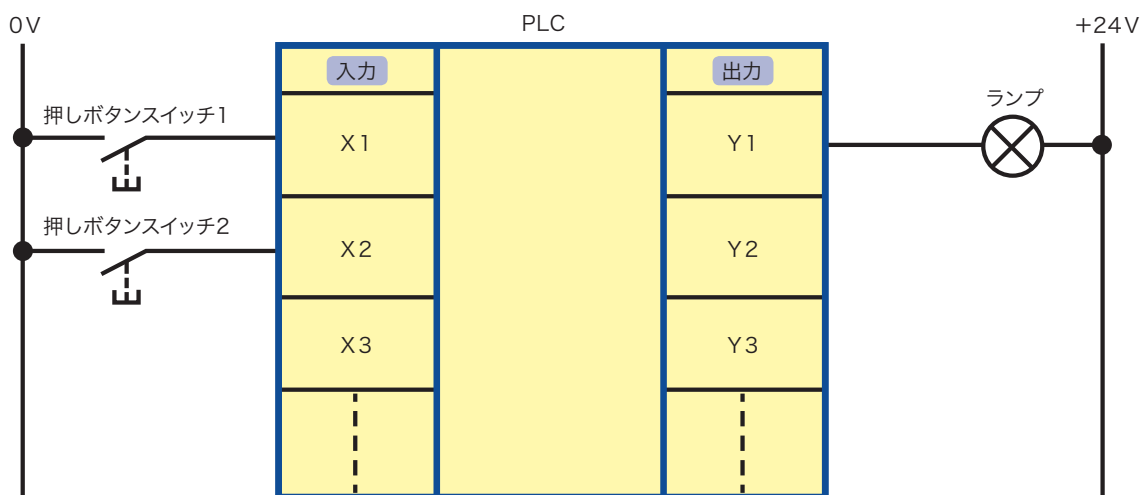 0V
PLC
+24V
入力
出力
ランプ
押しボタンスイッチ1
X1
Y1
押しボタンスイッチ2
X2
Y2
X3
Y3